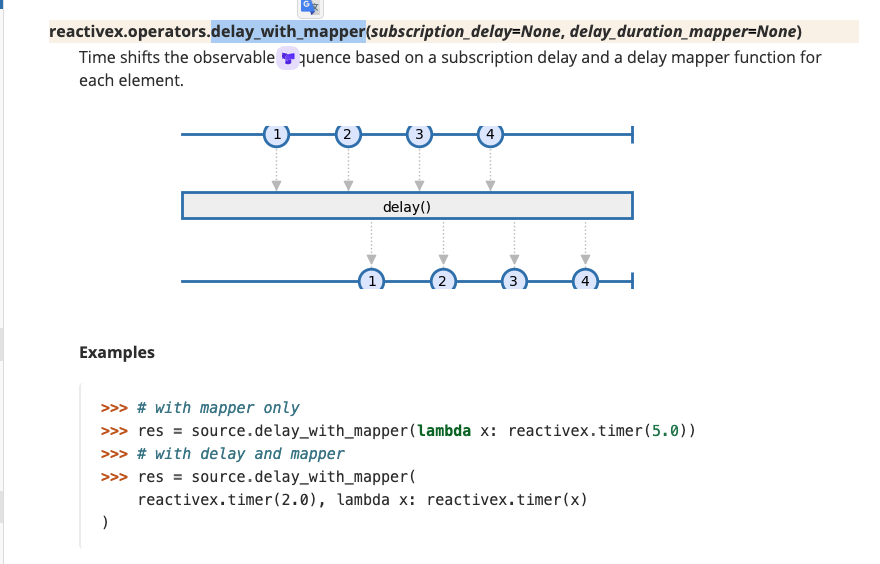 reactivex.operators.delay_with_mapper(subscription_delay=None, delay_duration_mapper=None)
Time shifts the observable quence based on a subscription delay and a delay mapper function for
each element.
1 2 3 4
delay()
1 2 3 4
Examples
>>> # with mapper only
>>> res = source.delay_with_mapper(lambda x: reactivex.timer(5.0))
>>> # with delay and mapper
>>> res = source.delay_with_mapper(
    reactivex.timer(2.0), lambda x: reactivex.timer(x)
)